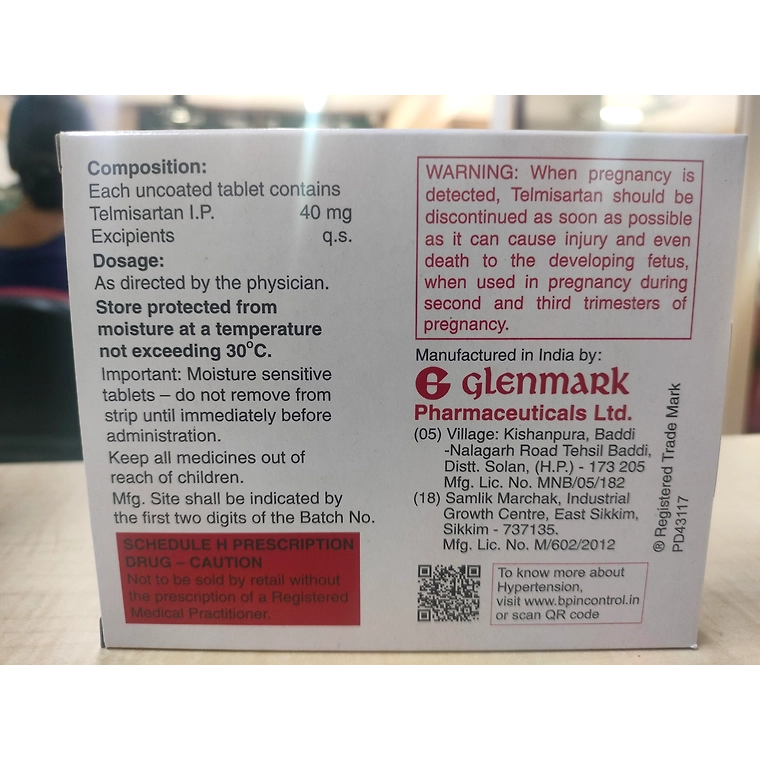 Composition:
Each uncoated tablet contains
Telmisartan I.P. 40 mg
Excipients q.s.
Dosage:
As directed by the physician.
Store protected from
moisture at a temperature
not exceeding 30°C.
Important: Moisture sensitive
tablets – do not remove from
strip until immediately before
administration.
Keep all medicines out of
reach of children.
Mfg. Site shall be indicated by
the first two digits of the Batch No.
SCHEDULE H PRESCRIPTION
DRUG – CAUTION
Not to be sold by retail without
the prescription of a Registered
Medical Practitioner.
WARNING: When pregnancy is
detected, Telmisartan should be
discontinued as soon as possible
as it can cause injury and even
death to the developing fetus,
when used in pregnancy during
second and third trimesters of
pregnancy.
Manufactured in India by:
G glenmark
Pharmaceuticals Ltd.
(05) Village: Kishanpura, Baddi
-Nalagarh Road Tehsil Baddi,
Distt. Solan, (H.P.) - 173 205
Mfg. Lic. No. MNB/05/182
(18) Samlik Marchak, Industrial
Growth Centre, East Sikkim,
Sikkim - 737135.
Mfg. Lic. No. M/602/2012
® Registered Trade Mark
PD43117
To know more about
Hypertension,
visit www.bpincontrol.in
or scan QR code